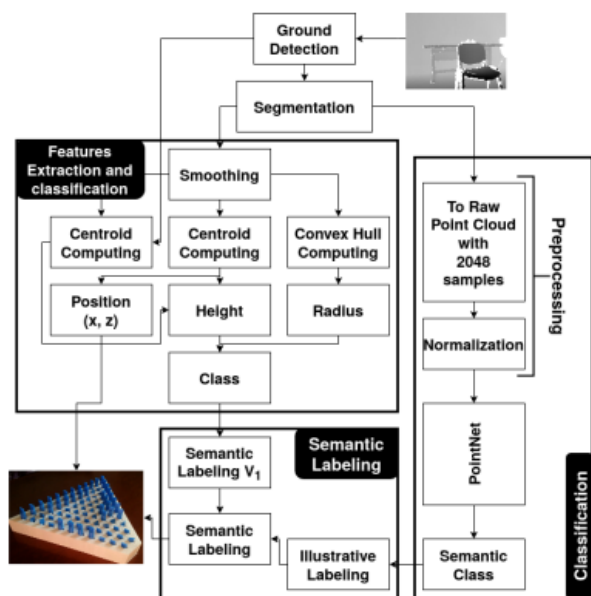 Ground
Detection
Segmentation
Features
Extraction and
classification
Smoothing
Centroid
Computing
Centroid
Computing
Convex Hull
Computing
Position
(x, z)
Height
Radius
Class
To Raw
Point Cloud
with
2048
samples
Preprocessing
Normalization
PointNet
Semantic
Class
Classification
Semantic
Labeling
Semantic
Labeling V1
Semantic
Labeling
Illustrative
Labeling